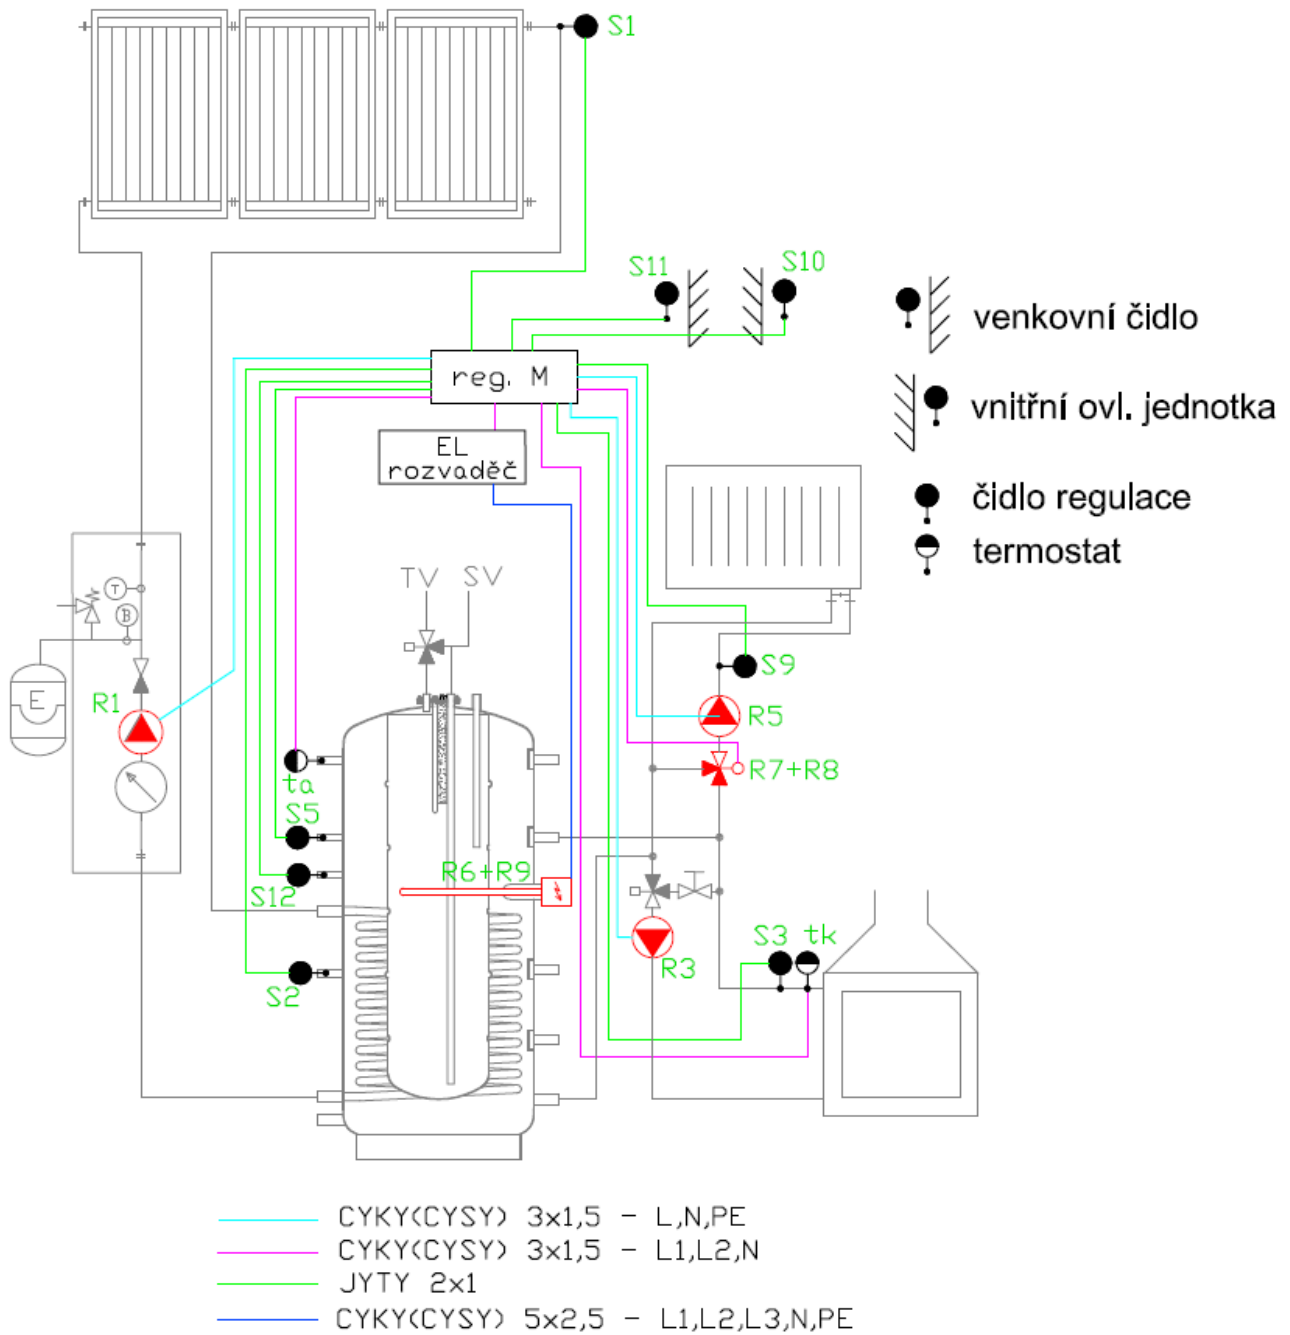 S1
S11
S10
venkovní čidlo
reg. M
vnitřní ovl. jednotka
EL
rozvaděč
čidlo regulace
termostat
TV
SV
T
B
E
R1
S9
R5
R7+R8
ta
S5
R6+R9
S12
S3 tk
R3
S2
CYKY(CYSY) 3x1,5 - L,N,PE
CYKY(CYSY) 3x1,5 - L1,L2,N
JYTY 2x1
CYKY(CYSY) 5x2,5 - L1,L2,L3,N,PE